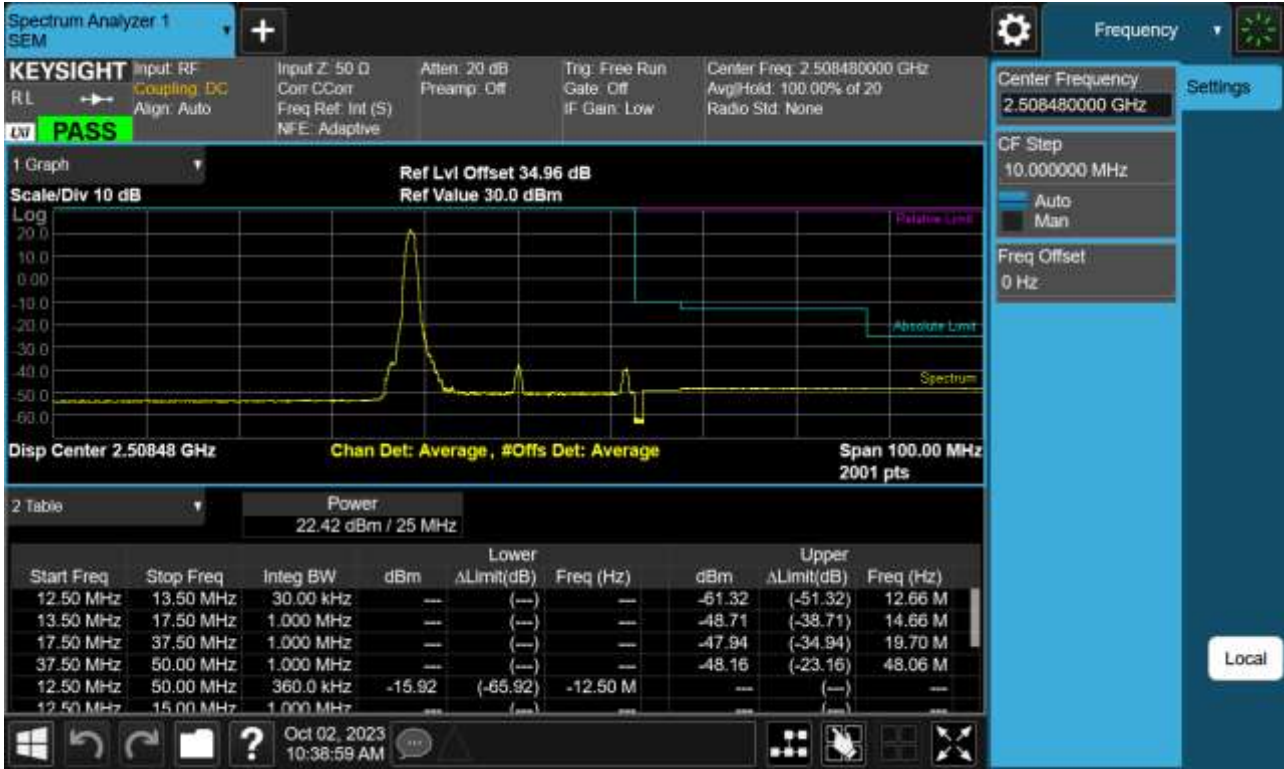 Spectrum Analyzer 1
SEM
+
Frequency
KEYSIGHT
RL
LXI
PASS
Input: RF
Coupling: DC
Align: Auto
Input Z: 50 Ω
Corr CCorr
Freq Ref: Int (S)
NFE: Adaptive
Atten: 20 dB
Preamp: Off
Trig: Free Run
Gate: Off
IF Gain: Low
Center Freq: 2.508480000 GHz
Avg|Hold: 100.00% of 20
Radio Std: None
Center Frequency
2.508480000 GHz
Settings
CF Step
10.000000 MHz
Auto
Man
Freq Offset
0 Hz
1 Graph
Scale/Div 10 dB
Ref Lvl Offset 34.96 dB
Ref Value 30.0 dBm
Log
20.0
10.0
0.00
-10.0
-20.0
-30.0
-40.0
-50.0
-60.0
Relative Limit
Absolute Limit
Spectrum
Disp Center 2.50848 GHz
Chan Det: Average, #Offs Det: Average
Span 100.00 MHz
2001 pts
2 Table
Power
22.42 dBm / 25 MHz
Lower Upper
Start Freq Stop Freq Integ BW dBm ΔLimit(dB) Freq (Hz) dBm ΔLimit(dB) Freq (Hz)
12.50 MHz 13.50 MHz 30.00 kHz --- (---) --- -61.32 (-51.32) 12.66 M
13.50 MHz 17.50 MHz 1.000 MHz --- (---) --- -48.71 (-38.71) 14.66 M
17.50 MHz 37.50 MHz 1.000 MHz --- (---) --- -47.94 (-34.94) 19.70 M
37.50 MHz 50.00 MHz 1.000 MHz --- (---) --- -48.16 (-23.16) 48.06 M
12.50 MHz 50.00 MHz 360.0 kHz -15.92 (-65.92) -12.50 M --- (---) ---
12.50 MHz 15.00 MHz 1.000 MHz --- (---) --- --- (---) ---
Local
?
Oct 02, 2023
10:38:59 AM